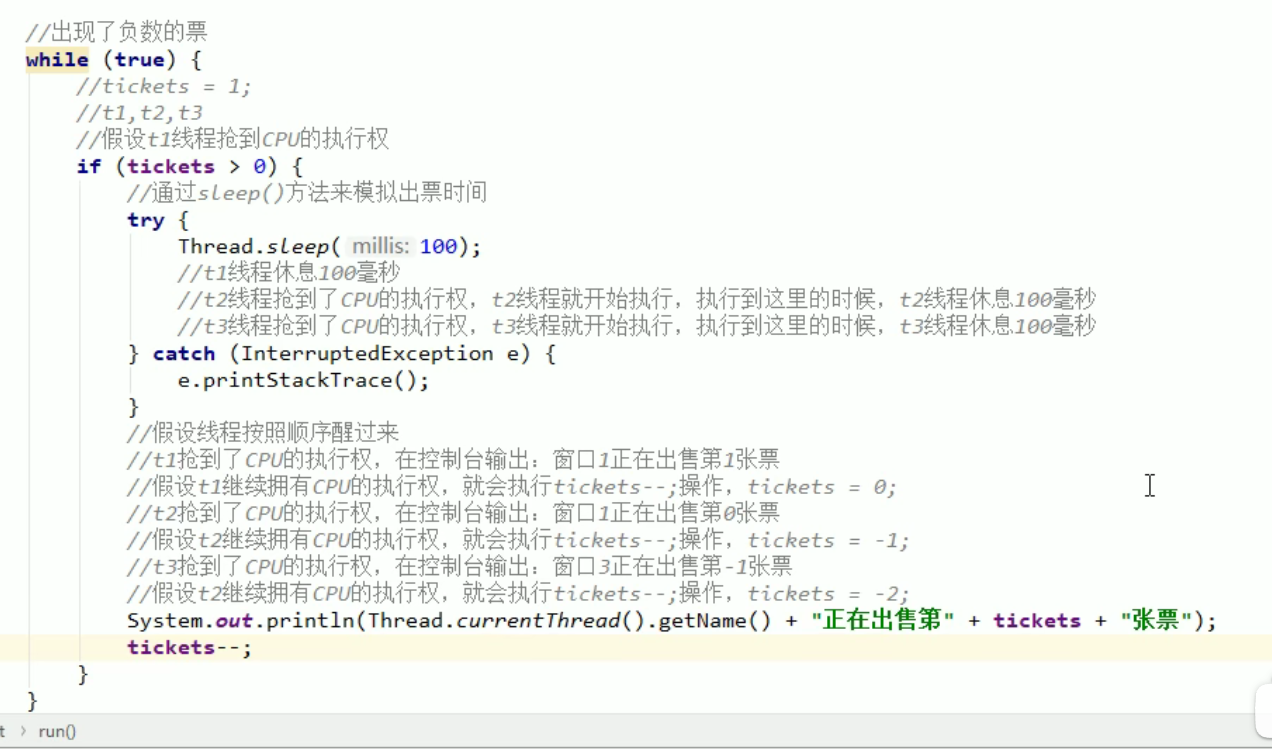 //出现了负数的票
while (true) {
//tickets = 1;
//t1,t2,t3
//假设t1线程抢到CPU的执行权
if (tickets > 0) {
//通过sleep()方法来模拟出票时间
try {
Thread.sleep( millis: 100);
//t1线程休息100毫秒
//t2线程抢到了CPU的执行权，t2线程就开始执行，执行到这里的时候，t2线程休息100毫秒
//t3线程抢到了CPU的执行权，t3线程就开始执行，执行到这里的时候，t3线程休息100毫秒
} catch (InterruptedException e) {
e.printStackTrace();
}
//假设线程按照顺序醒过来
//t1抢到了CPU的执行权，在控制台输出：窗口1正在出售第1张票
//假设t1继续拥有CPU的执行权，就会执行tickets--;操作，tickets = 0;
//t2抢到了CPU的执行权，在控制台输出：窗口1正在出售第0张票
//假设t2继续拥有CPU的执行权，就会执行tickets--;操作，tickets = -1;
//t3抢到了CPU的执行权，在控制台输出：窗口3正在出售第-1张票
//假设t2继续拥有CPU的执行权，就会执行tickets--;操作，tickets = -2;
System.out.println(Thread.currentThread().getName() + "正在出售第" + tickets + "张票");
tickets--;
}
}
t › run()